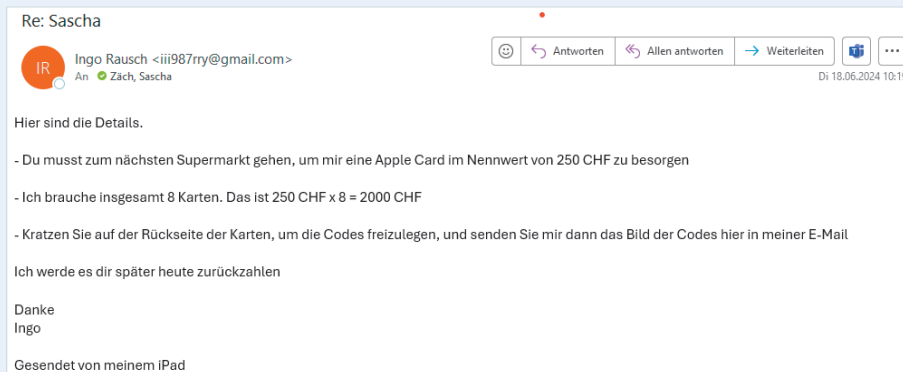 Re: Sascha
IR
Ingo Rausch <iii987rry@gmail.com>
An Zäch, Sascha
Antworten
Allen antworten
Weiterleiten
Di 18.06.2024 10:19
Hier sind die Details.
- Du musst zum nächsten Supermarkt gehen, um mir eine Apple Card im Nennwert von 250 CHF zu besorgen
- Ich brauche insgesamt 8 Karten. Das ist 250 CHF x 8 = 2000 CHF
- Kratzen Sie auf der Rückseite der Karten, um die Codes freizulegen, und senden Sie mir dann das Bild der Codes hier in meiner E-Mail
Ich werde es dir später heute zurückzahlen
Danke
Ingo
Gesendet von meinem iPad